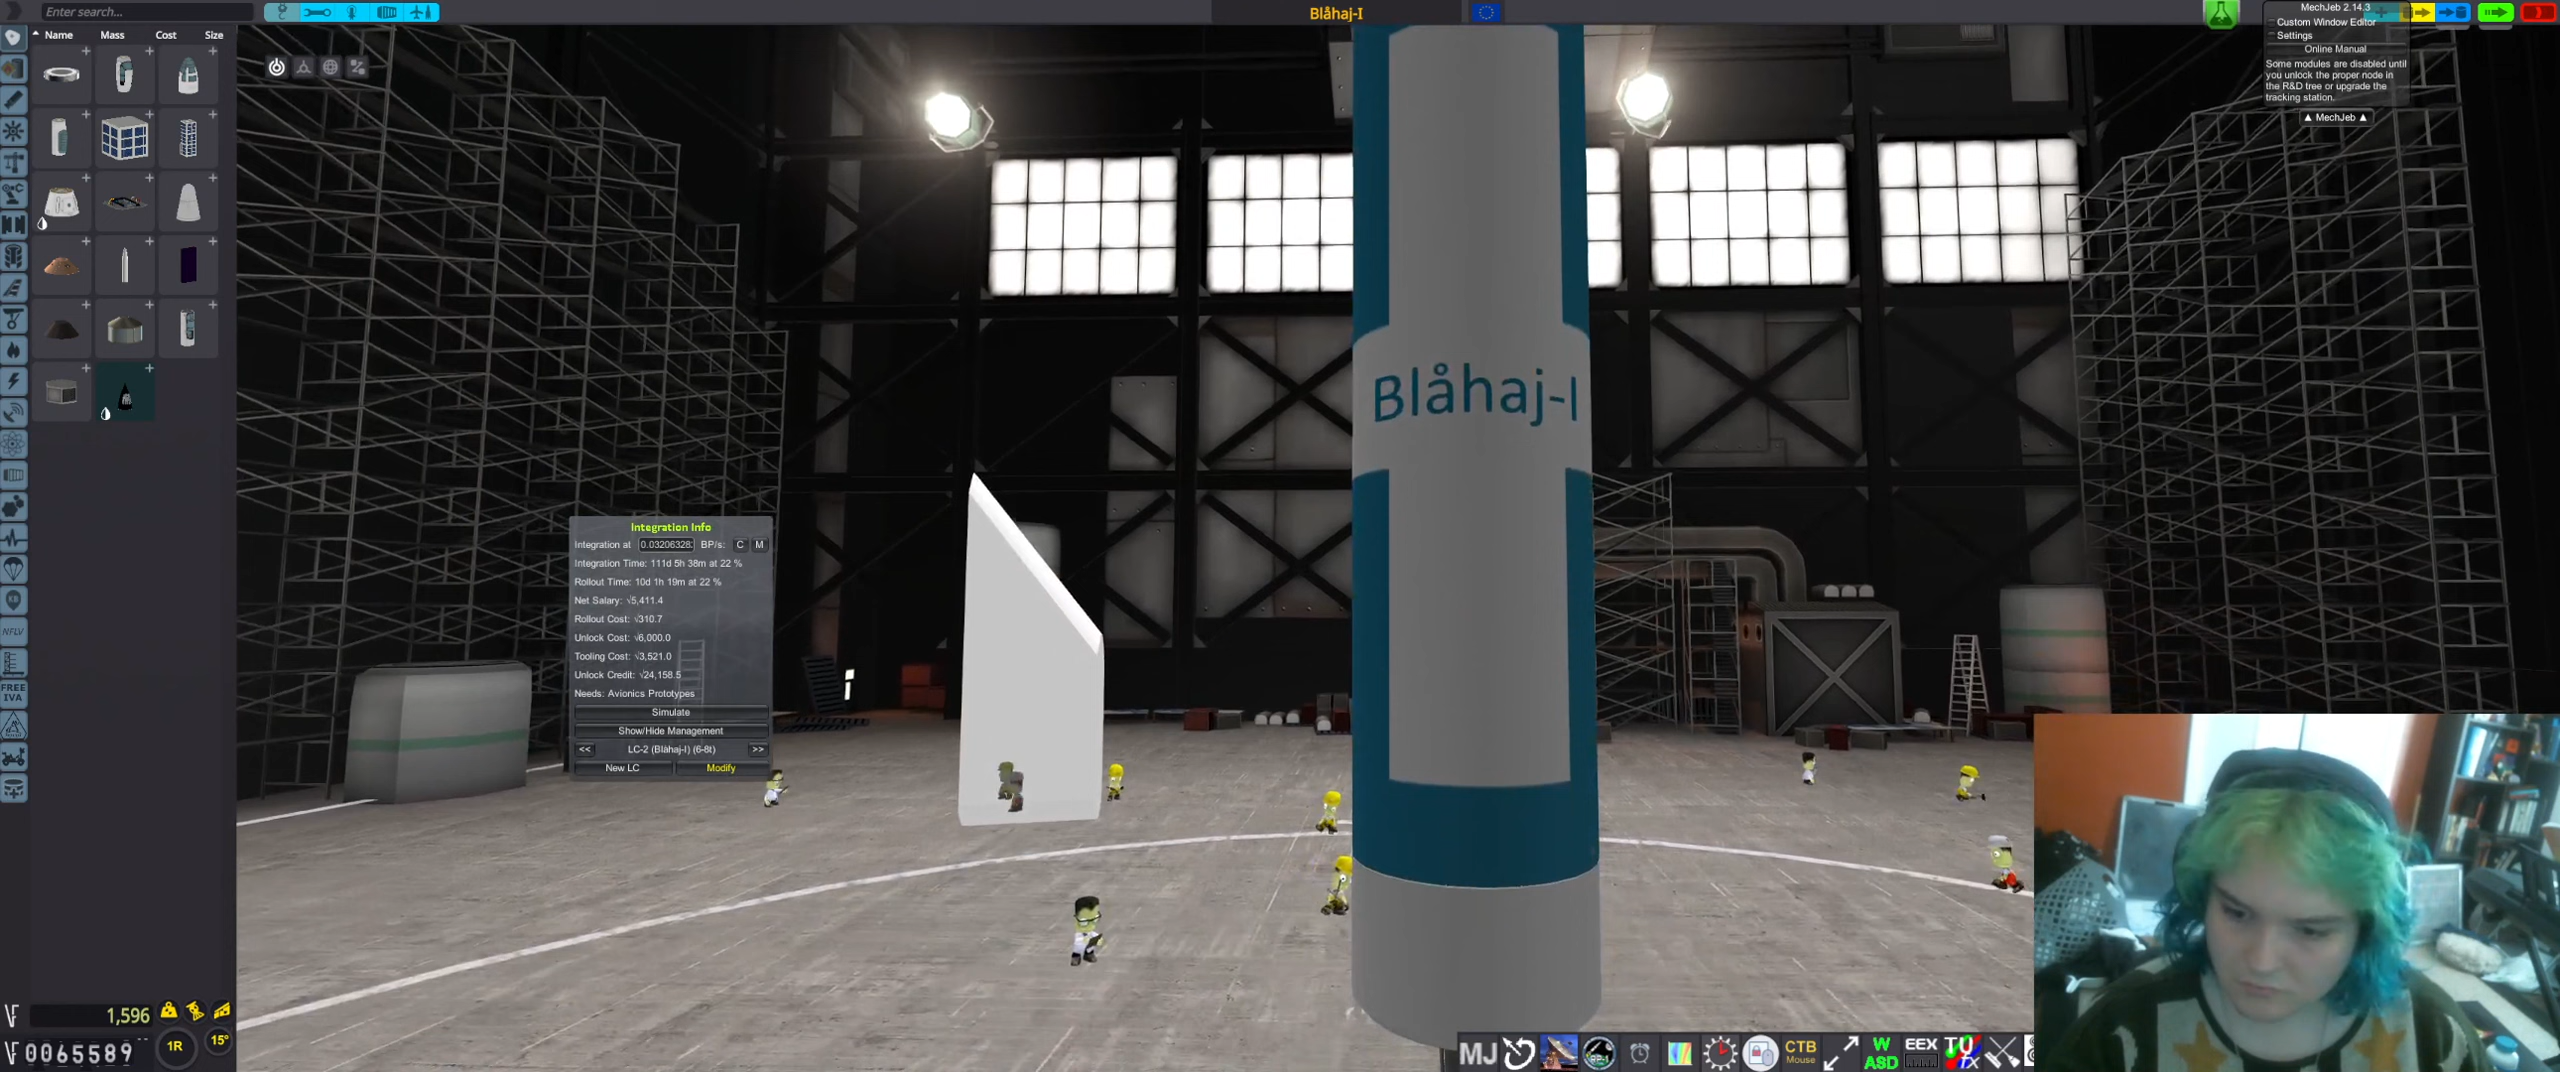 Enter search...
Blåhaj-I
Name Mass Cost Size
MechJeb 2.14.3
Custom Window Editor
Settings
Online Manual
Some modules are disabled until
you unlock the proper node in
the R&D tree or upgrade the
tracking station.
▲ MechJeb ▲
Blåhaj-I
Integration Info
Integration at 0.03206328 BP/s: C M
Integration Time: 111d 5h 38m at 22 %
Rollout Time: 10d 1h 19m at 22 %
Net Salary: √5,411.4
Rollout Cost: √310.7
Unlock Cost: √6,000.0
Tooling Cost: √3,521.0
Unlock Credit: √24,158.5
Needs: Avionics Prototypes
Simulate
Show/Hide Management
<< LC-2 (Blåhaj-I) (6-8t) >>
New LC Modify
NFLV
FREE
IVA
1,596
0065589
1R
15°
MJ
CTB
Mouse
W
ASD
EEX
TU
TX